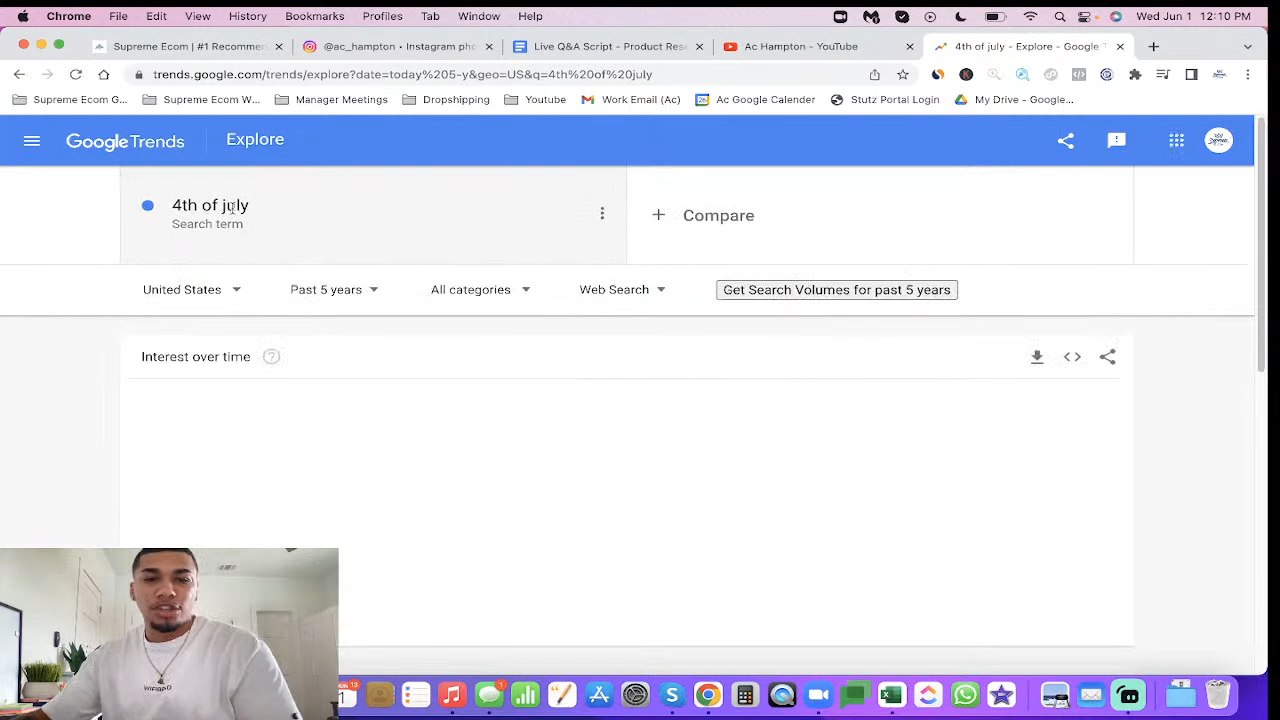 Chrome File Edit View History Bookmarks Profiles Tab Window Help Wed Jun 1 12:10 PM
Supreme Ecom | #1 Recomme × @ac_hampton • Instagram pho × Live Q&A Script - Product Res × Ac Hampton - YouTube × 4th of july - Explore - Google T ×
trends.google.com/trends/explore?date=today%205-y&geo=US&q=4th%20of%20july
Supreme Ecom G... Supreme Ecom W... Manager Meetings Dropshipping Youtube Work Email (Ac) Ac Google Calender Stutz Portal Login My Drive - Google...
Google Trends Explore
4th of july
Search term
+ Compare
United States Past 5 years All categories Web Search Get Search Volumes for past 5 years
Interest over time